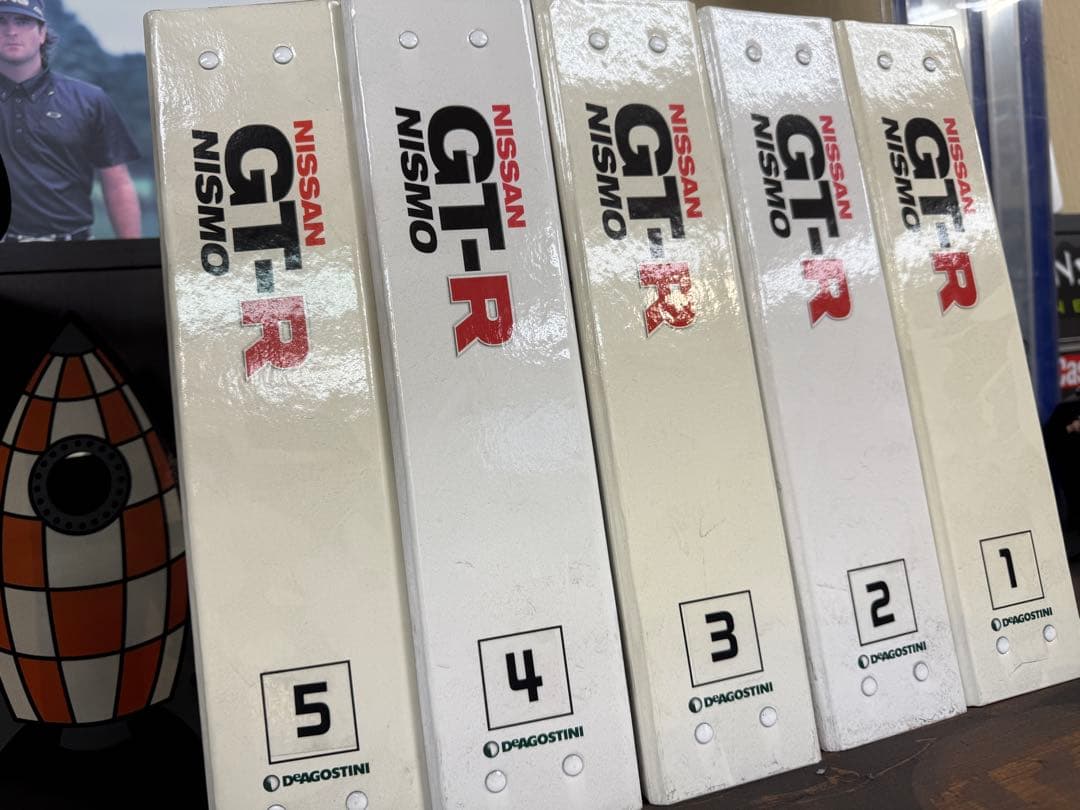 NISSAN
GT-R
NISMO
5
DeAGOSTINI
NISSAN
GT-R
NISMO
4
DeAGOSTINI
NISSAN
GT-R
NISMO
3
DeAGOSTINI
NISSAN
GT-R
NISMO
2
DeAGOSTINI
NISSAN
GT-R
NISMO
1
DeAGOSTINI